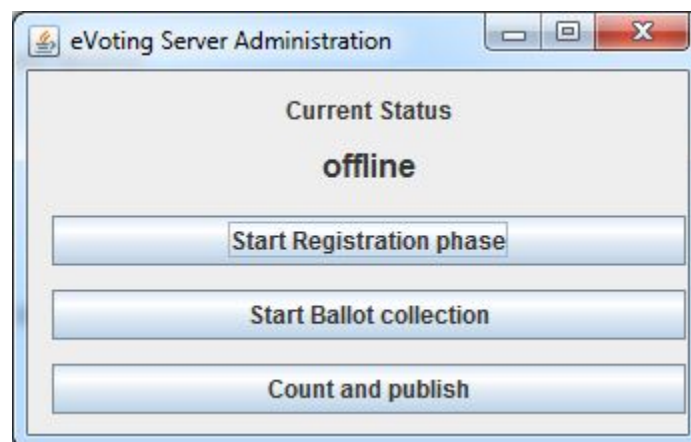 eVoting Server Administration
Current Status
offline
Start Registration phase
Start Ballot collection
Count and publish